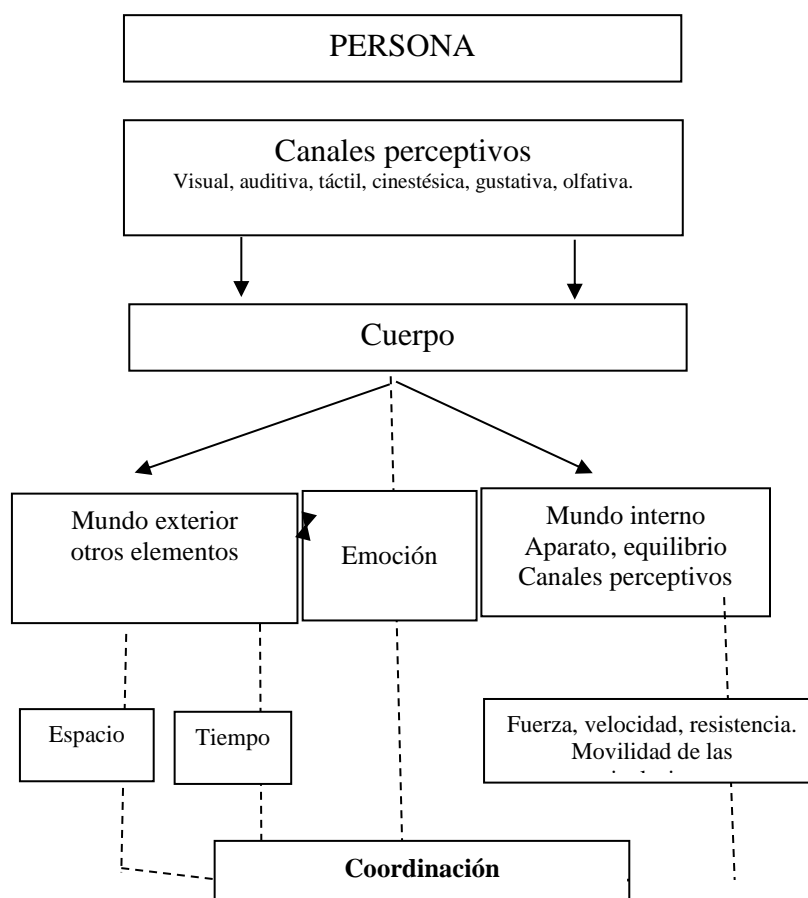 PERSONA
Canales perceptivos
Visual, auditiva, táctil, cinestésica, gustativa, olfativa.
Cuerpo
Mundo exterior
otros elementos
Emoción
Mundo interno
Aparato, equilibrio
Canales perceptivos
Espacio
Tiempo
Fuerza, velocidad, resistencia.
Movilidad de las
Coordinación